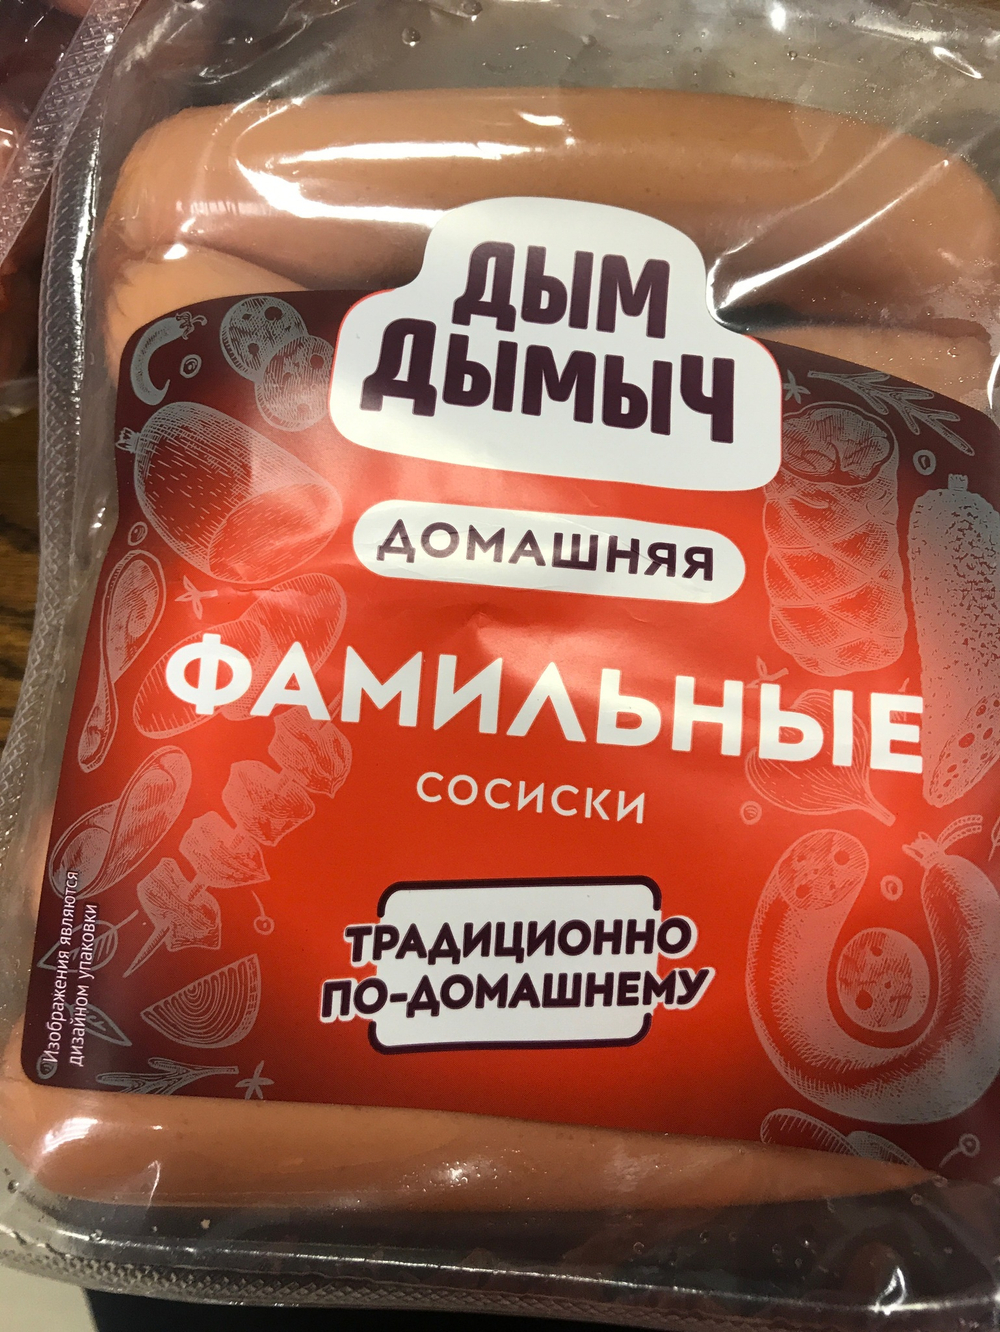 ДЫМ
ДЫМЫЧ
ДОМАШНЯЯ
ФАМИЛЬНЫЕ
СОСИСКИ
ТРАДИЦИОННО
ПО-ДОМАШНЕМУ
Изображения являются
дизайном упаковки